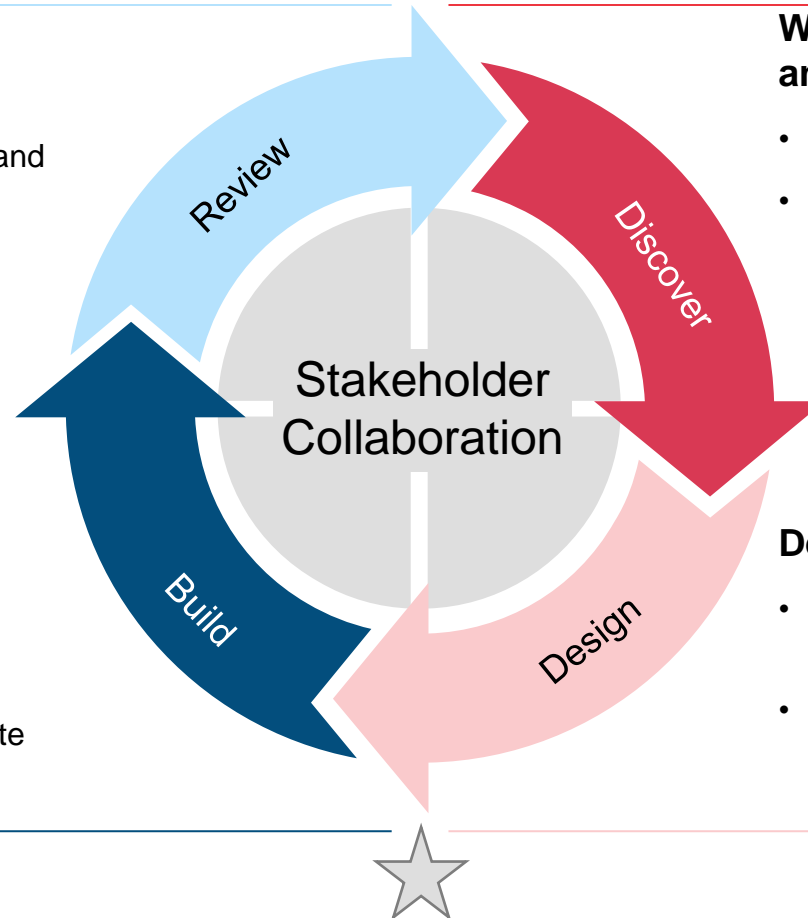 and
Review
Discover
Stakeholder
Collaboration
Build
Design
te